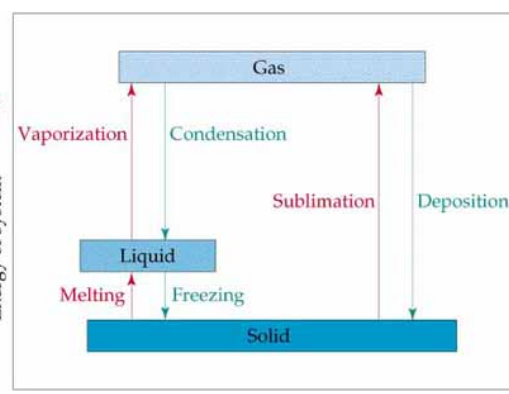 Gas
Vaporization
Condensation
Sublimation
Deposition
Liquid
Melting
Freezing
Solid